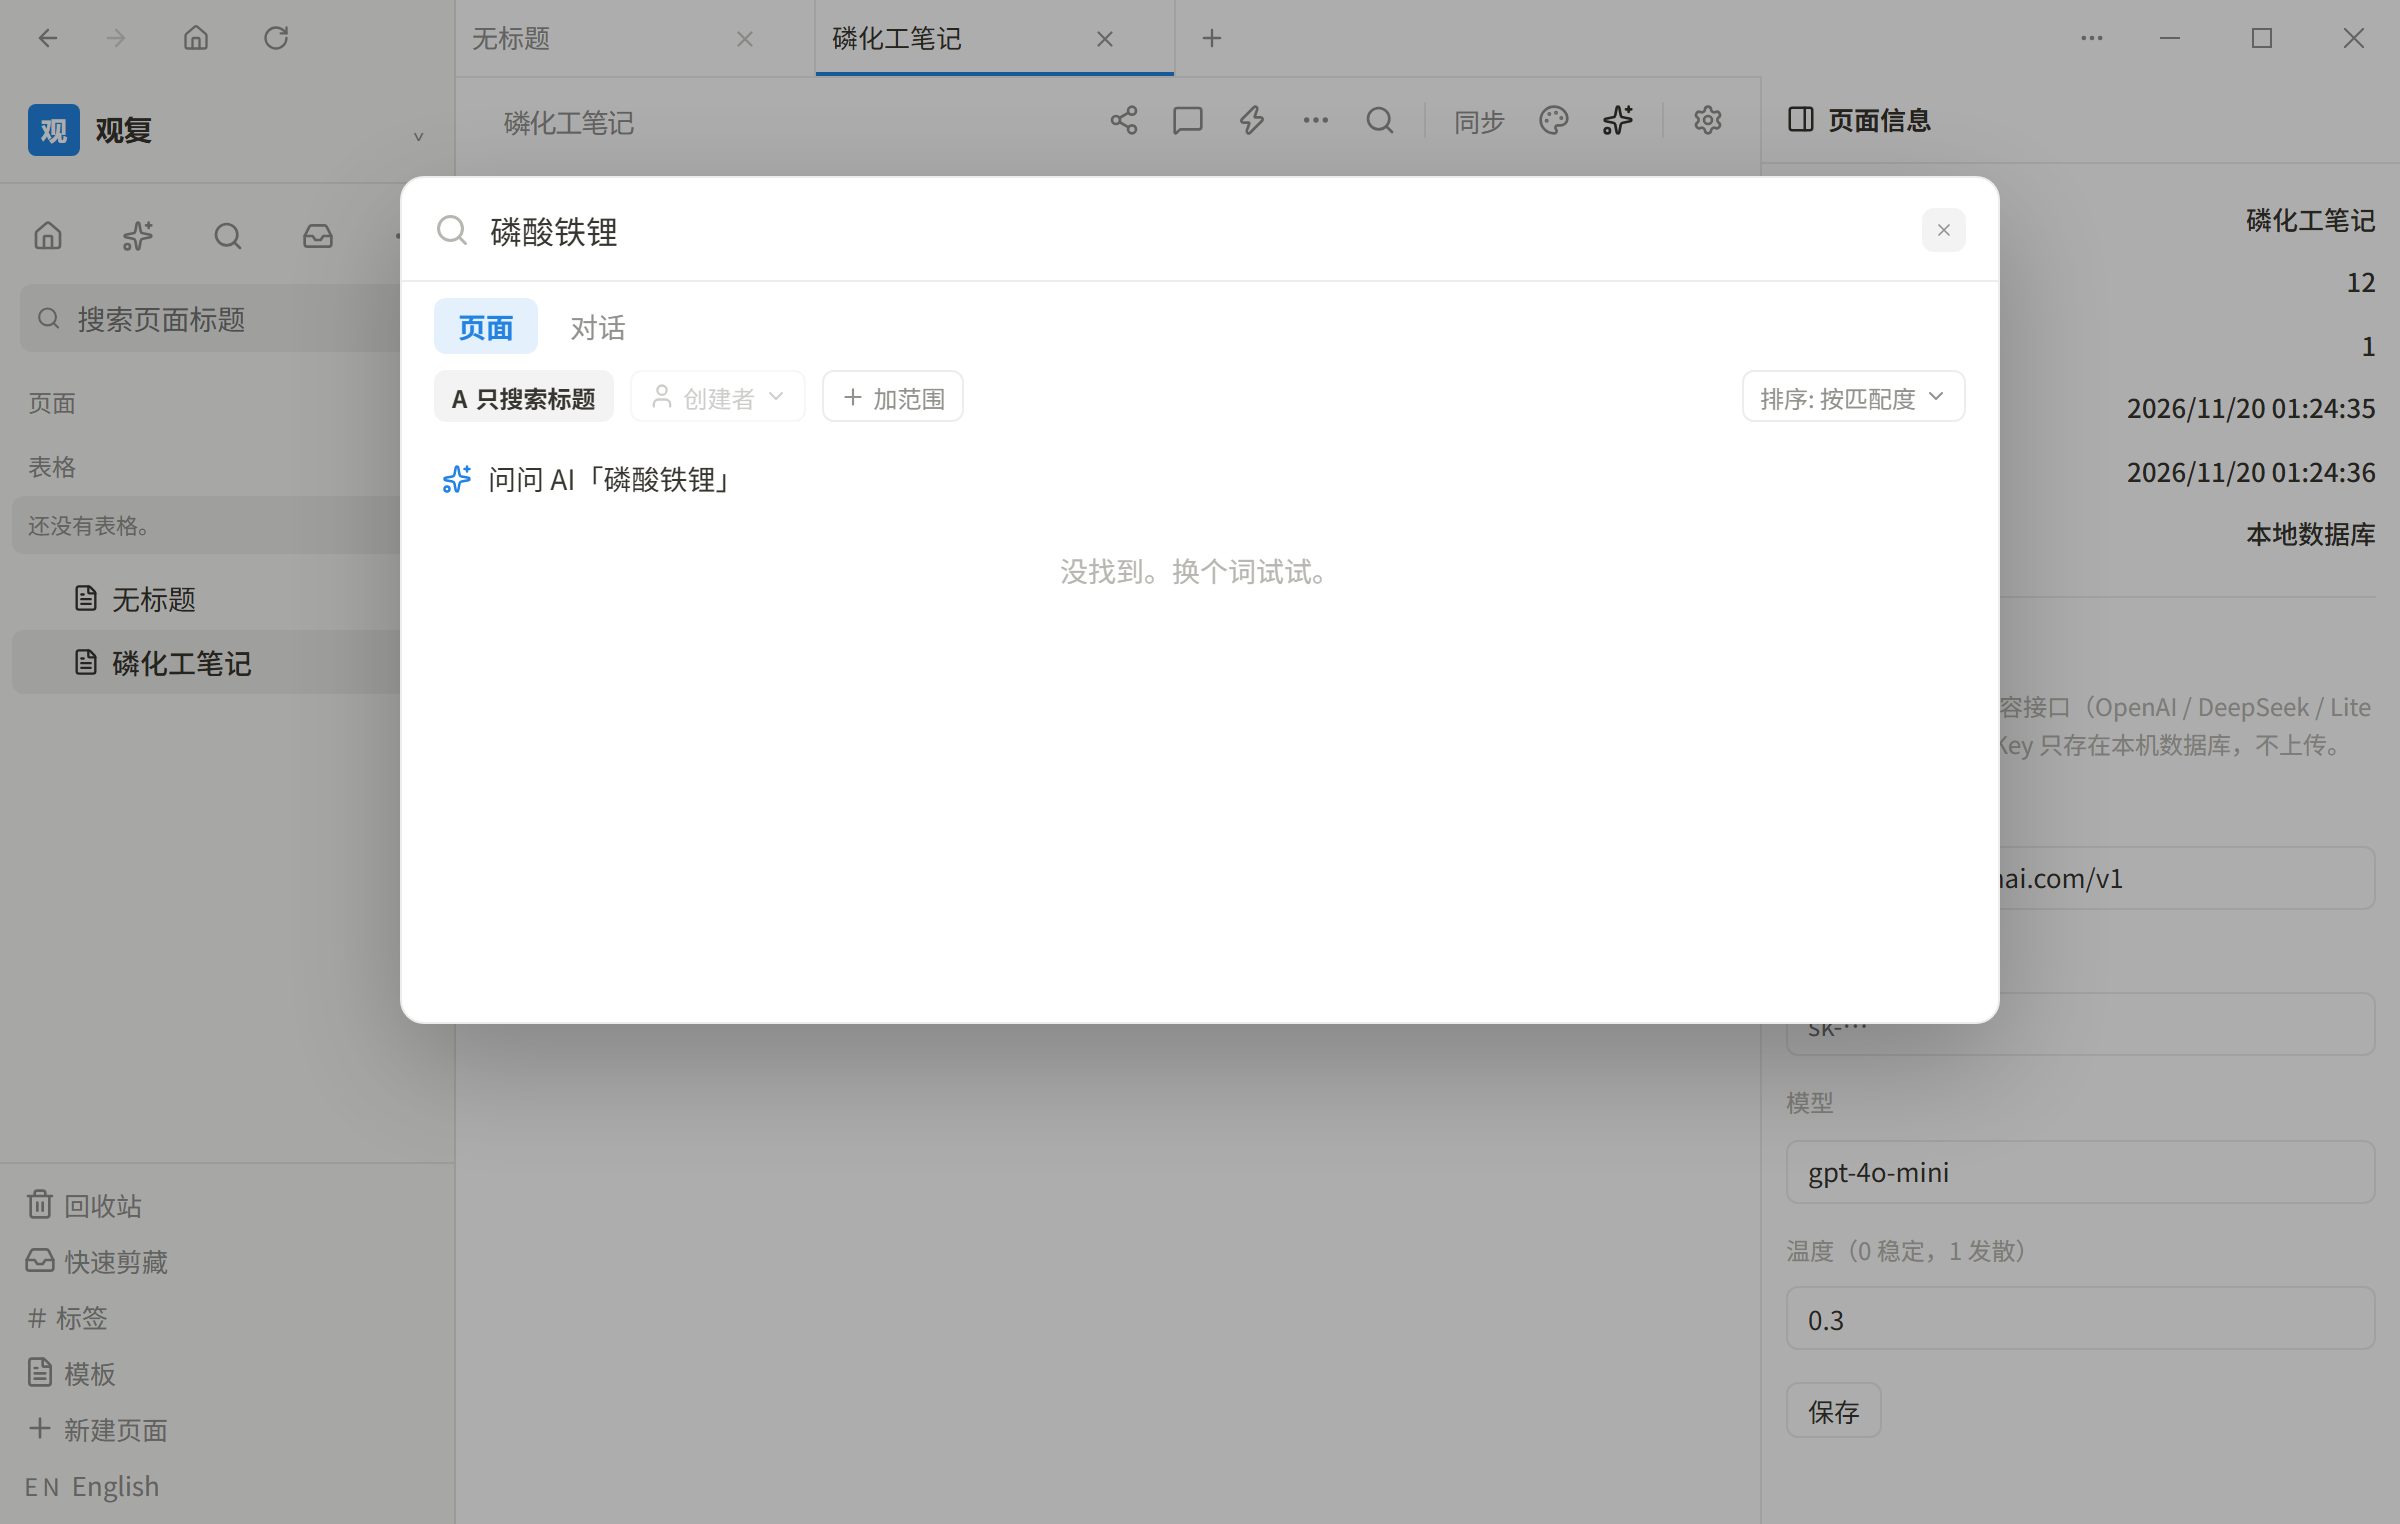 无标题
磷化工笔记
观 观复
磷化工笔记
同步
页面信息
搜索页面标题
页面
表格
还没有表格。
无标题
磷化工笔记
回收站
快速剪藏
# 标签
模板
新建页面
EN English
磷酸铁锂
页面 对话
A 只搜索标题 创建者 加范围 排序: 按匹配度
问问 AI「磷酸铁锂」
没找到。换个词试试。
磷化工笔记
12
1
2026/11/20 01:24:35
2026/11/20 01:24:36
本地数据库
容接口（OpenAI / DeepSeek / Lite
Key 只存在本机数据库，不上传。
ai.com/v1
sk-…
模型
gpt-4o-mini
温度（0 稳定，1 发散）
0.3
保存